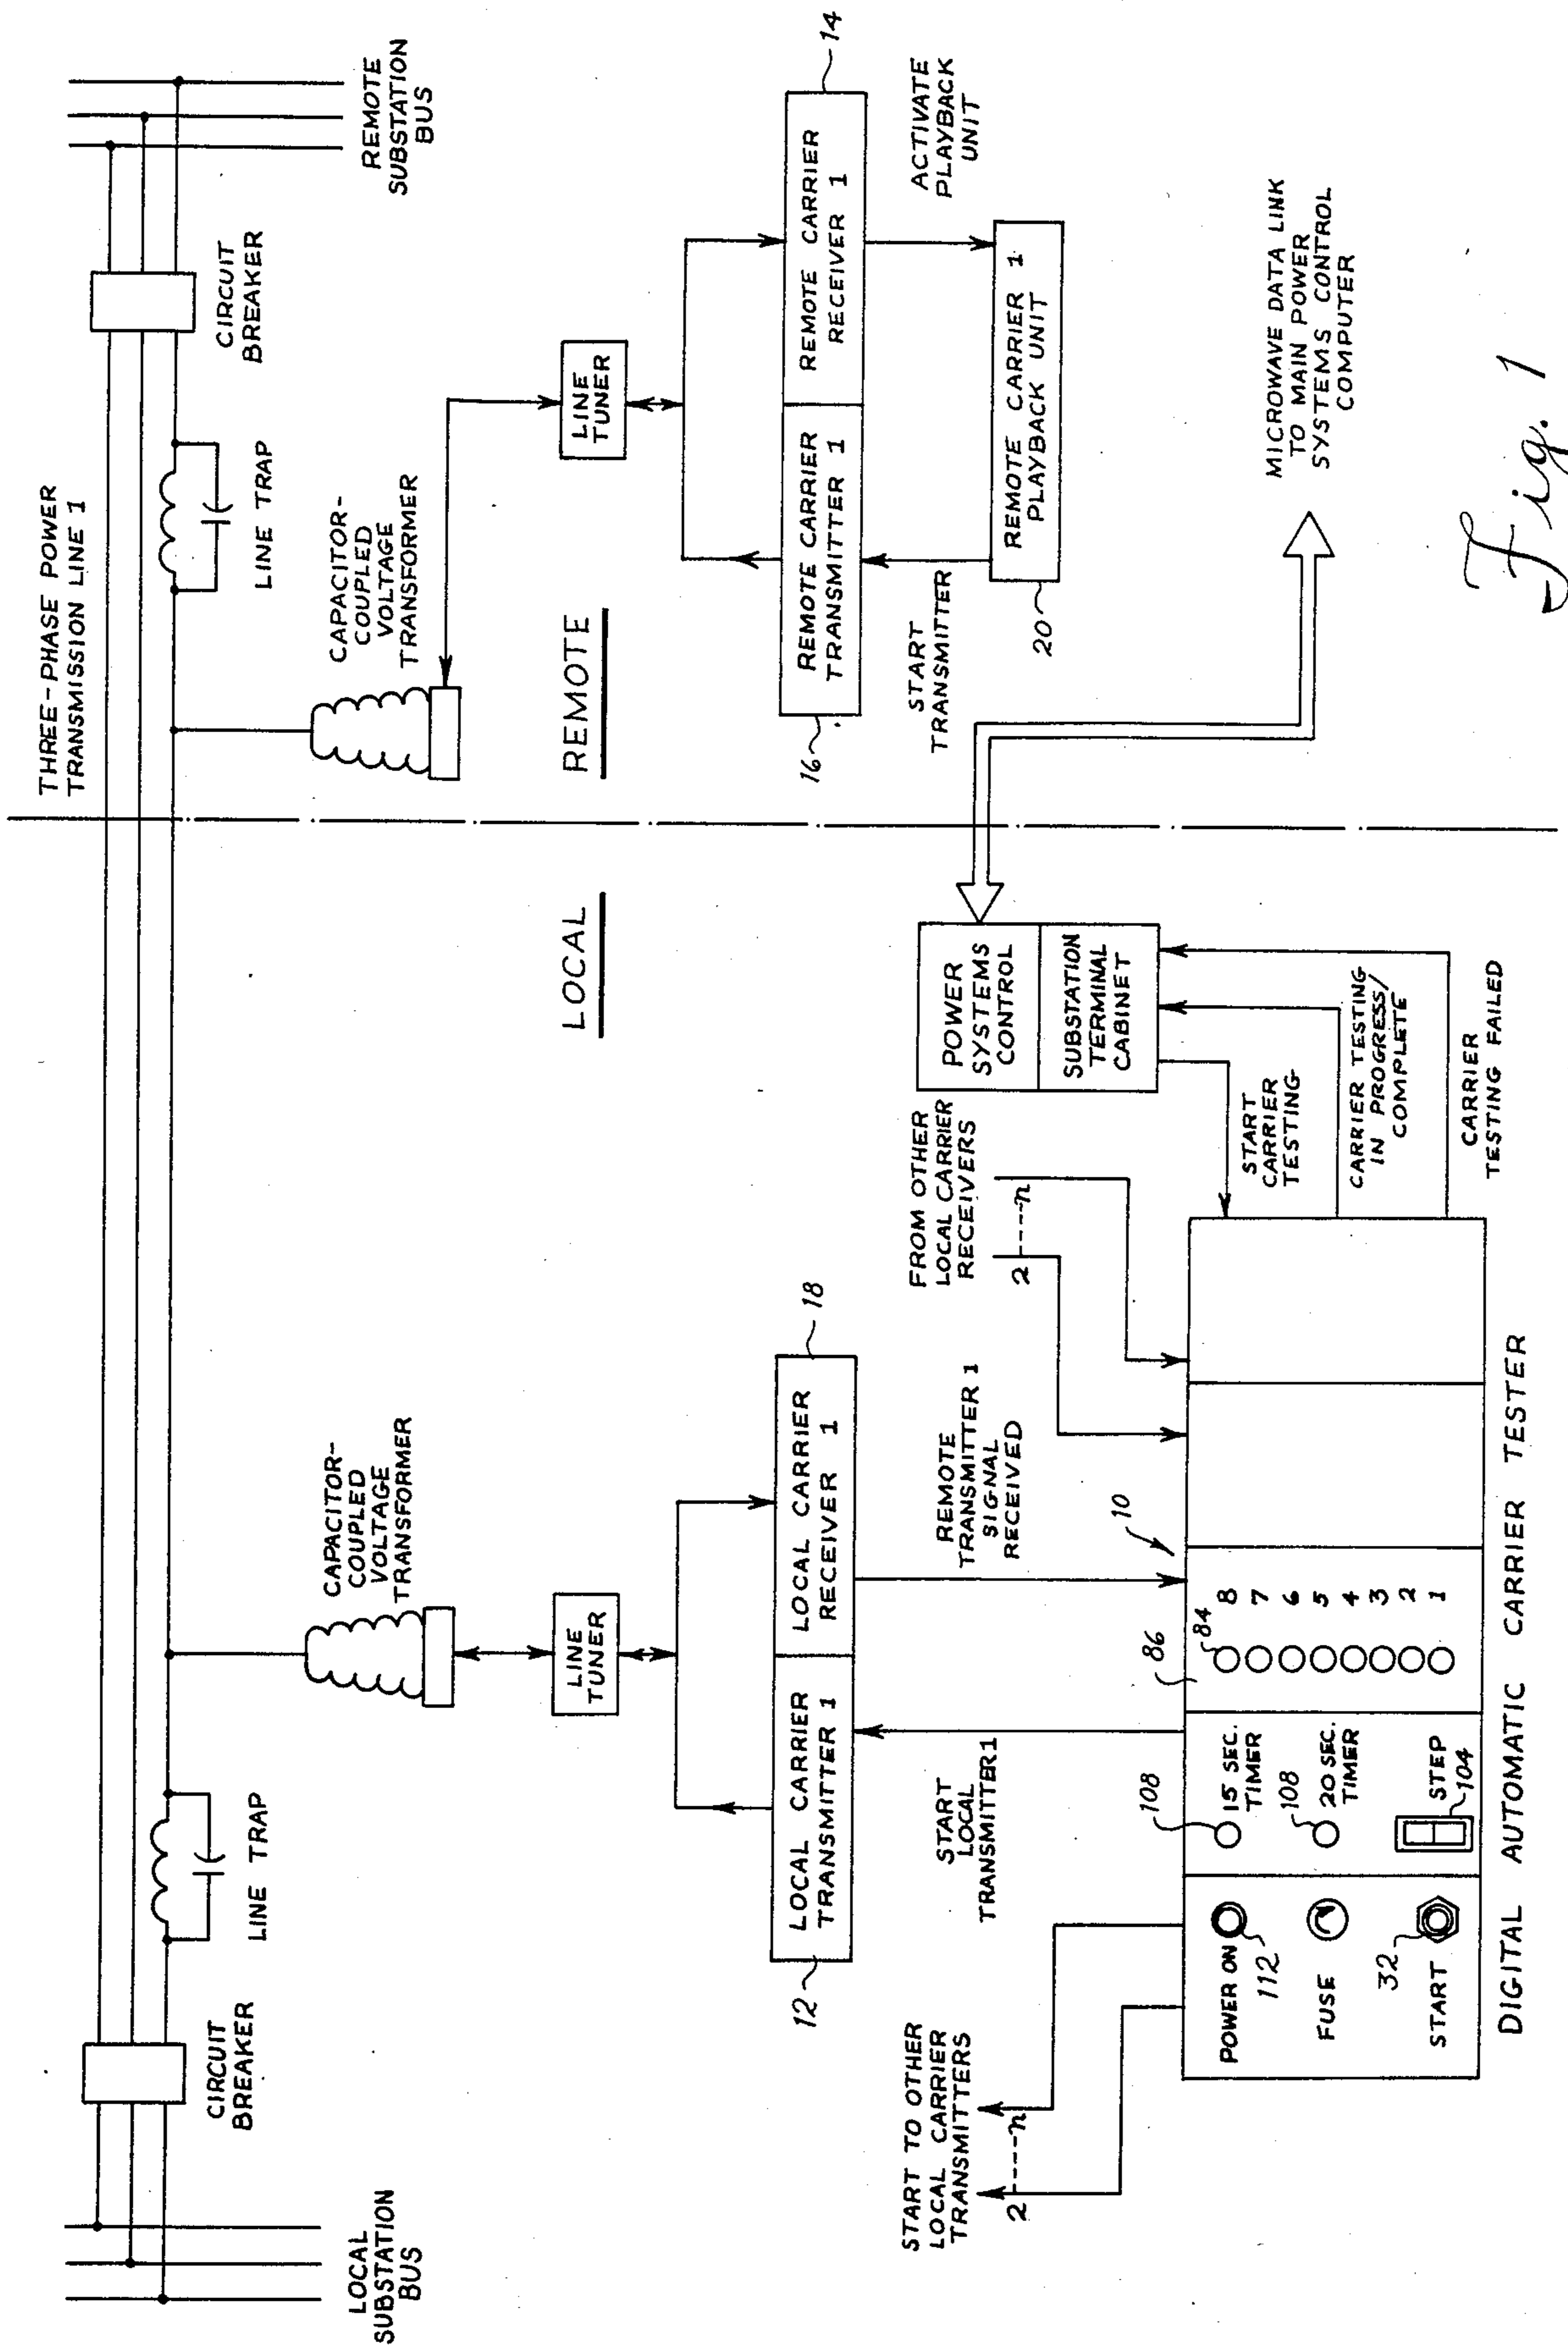 THREE-PHASE POWER
TRANSMISSION LINE 1
LOCAL
SUBSTATION
BUS
CIRCUIT
BREAKER
LINE TRAP
CAPACITOR-
COUPLED
VOLTAGE
TRANSFORMER
LINE TRAP
CIRCUIT
BREAKER
REMOTE
SUBSTATION
BUS
CAPACITOR-
COUPLED
VOLTAGE
TRANSFORMER
LOCAL
REMOTE
LINE
TUNER
LINE
TUNER
12
LOCAL CARRIER
TRANSMITTER 1
LOCAL CARRIER
RECEIVER 1
18
16
REMOTE CARRIER
TRANSMITTER 1
REMOTE CARRIER
RECEIVER 1
14
START
TRANSMITTER
ACTIVATE
PLAYBACK
UNIT
20
REMOTE CARRIER 1
PLAYBACK UNIT
START TO OTHER
LOCAL CARRIER
TRANSMITTERS
2----n
START
LOCAL
TRANSMITTER 1
REMOTE
TRANSMITTER 1
SIGNAL
RECEIVED
10
FROM OTHER
LOCAL CARRIER
RECEIVERS
2----n
POWER
SYSTEMS
CONTROL
SUBSTATION
TERMINAL
CABINET
START
CARRIER
TESTING
CARRIER TESTING
IN PROGRESS/
COMPLETE
CARRIER
TESTING FAILED
MICROWAVE DATA LINK
TO MAIN POWER
SYSTEMS CONTROL
COMPUTER
POWER ON
112
FUSE
32
START
108
15 SEC.
TIMER
108
20 SEC.
TIMER
STEP
104
86
84
8
7
6
5
4
3
2
1
DIGITAL AUTOMATIC CARRIER TESTER
Fig. 1